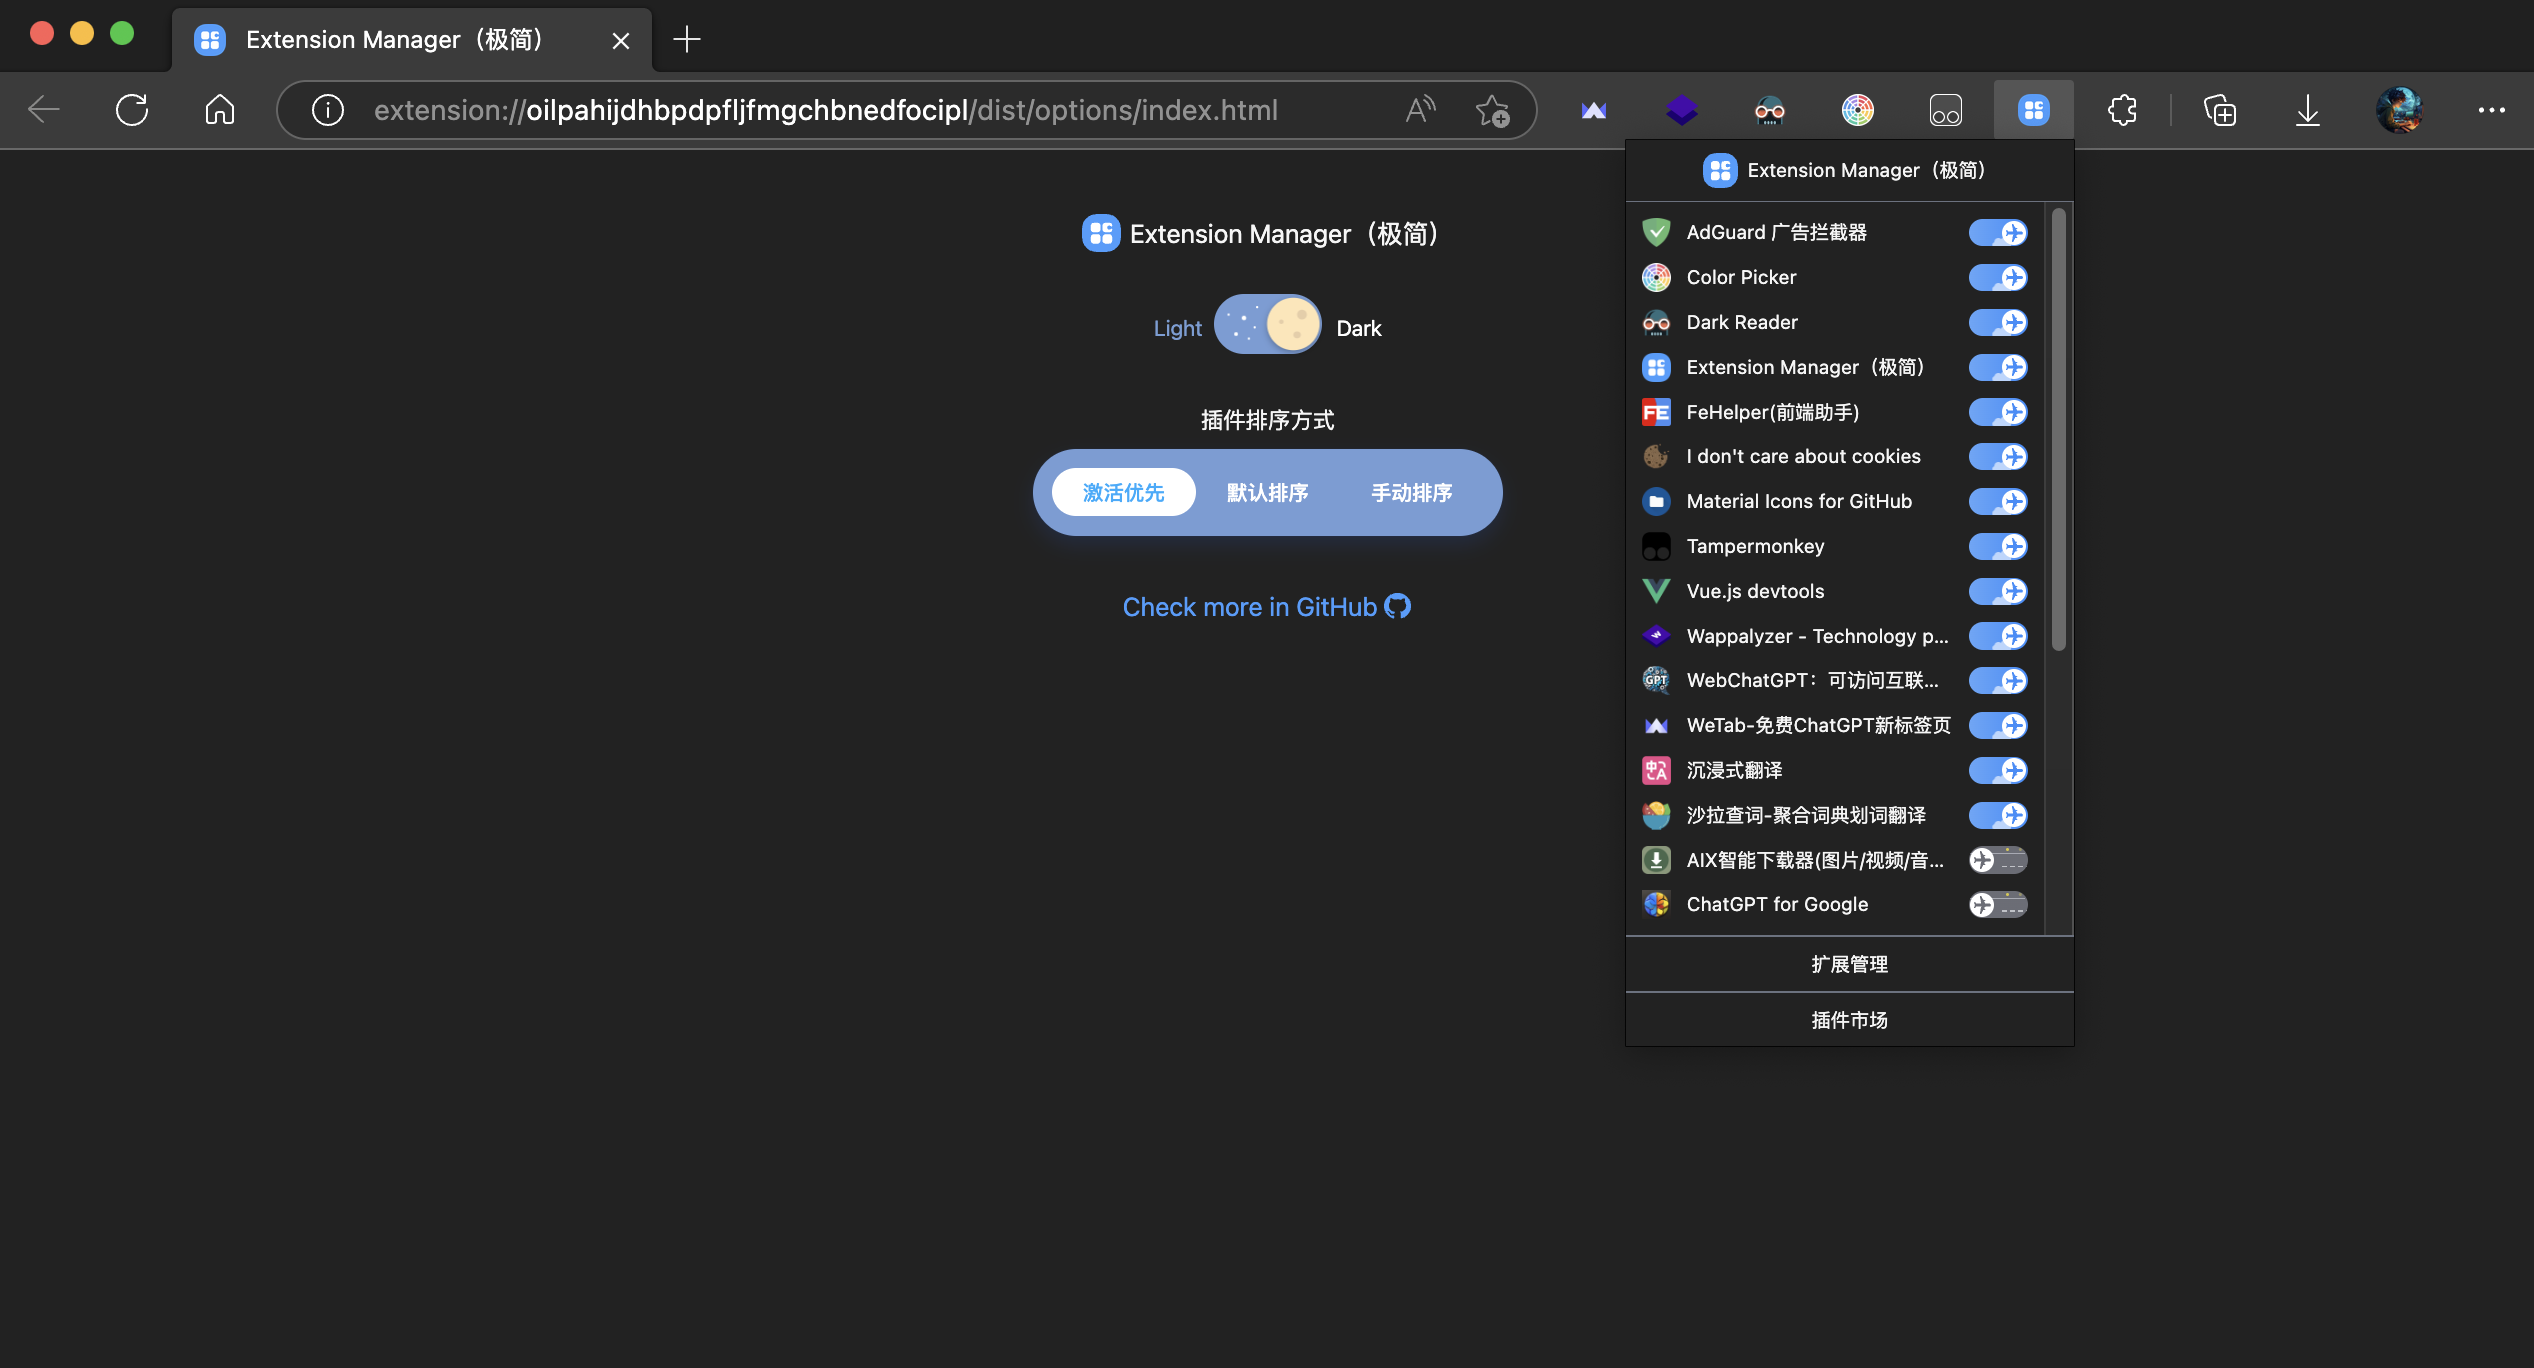 Extension Manager（极简）
extension://oilpahijdhbpdpfljfmgchbnedfocipl/dist/options/index.html
Extension Manager（极简）
Light
Dark
插件排序方式
激活优先
默认排序
手动排序
Check more in GitHub
Extension Manager（极简）
AdGuard 广告拦截器
Color Picker
Dark Reader
Extension Manager（极简）
FeHelper(前端助手)
I don't care about cookies
Material Icons for GitHub
Tampermonkey
Vue.js devtools
Wappalyzer - Technology p...
WebChatGPT：可访问互联...
WeTab-免费ChatGPT新标签页
沉浸式翻译
沙拉查词-聚合词典划词翻译
AIX智能下载器(图片/视频/音...
ChatGPT for Google
扩展管理
插件市场